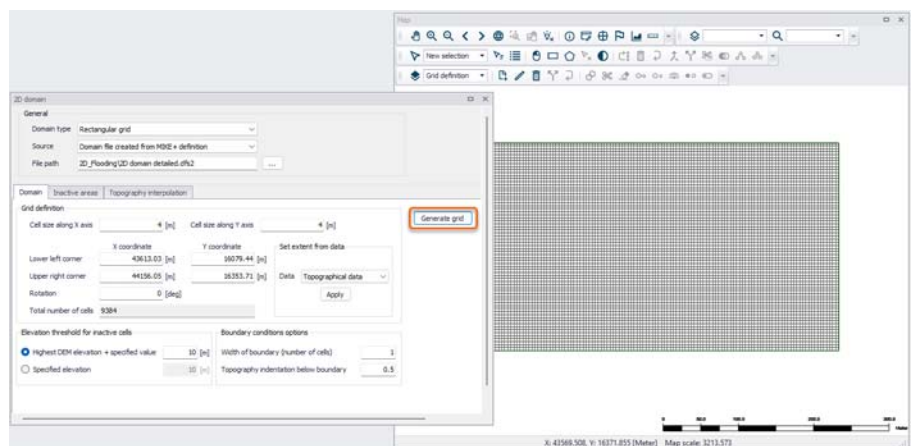 Map
New selection
Grid definition
2D domain
General
Domain type Rectangular grid
Source Domain file created from MIKE+ definition
File path 2D_Flooding\2D domain detailed.dfs2 ...
Domain Inactive areas Topography interpolation
Grid definition
Generate grid
Cell size along X axis 4 [m] Cell size along Y axis 4 [m]
X coordinate Y coordinate Set extent from data
Lower left corner 43613.03 [m] 16079.44 [m]
Upper right corner 44156.05 [m] 16353.71 [m] Data Topographical data
Rotation 0 [deg] Apply
Total number of cells 9384
Elevation threshold for inactive cells Boundary conditions options
Highest DEM elevation + specified value 10 [m] Width of boundary (number of cells) 1
Specified elevation 10 [m] Topography indentation below boundary 0.5
X: 43569.508, Y: 16371.855 [Meter] Map scale: 3213.573